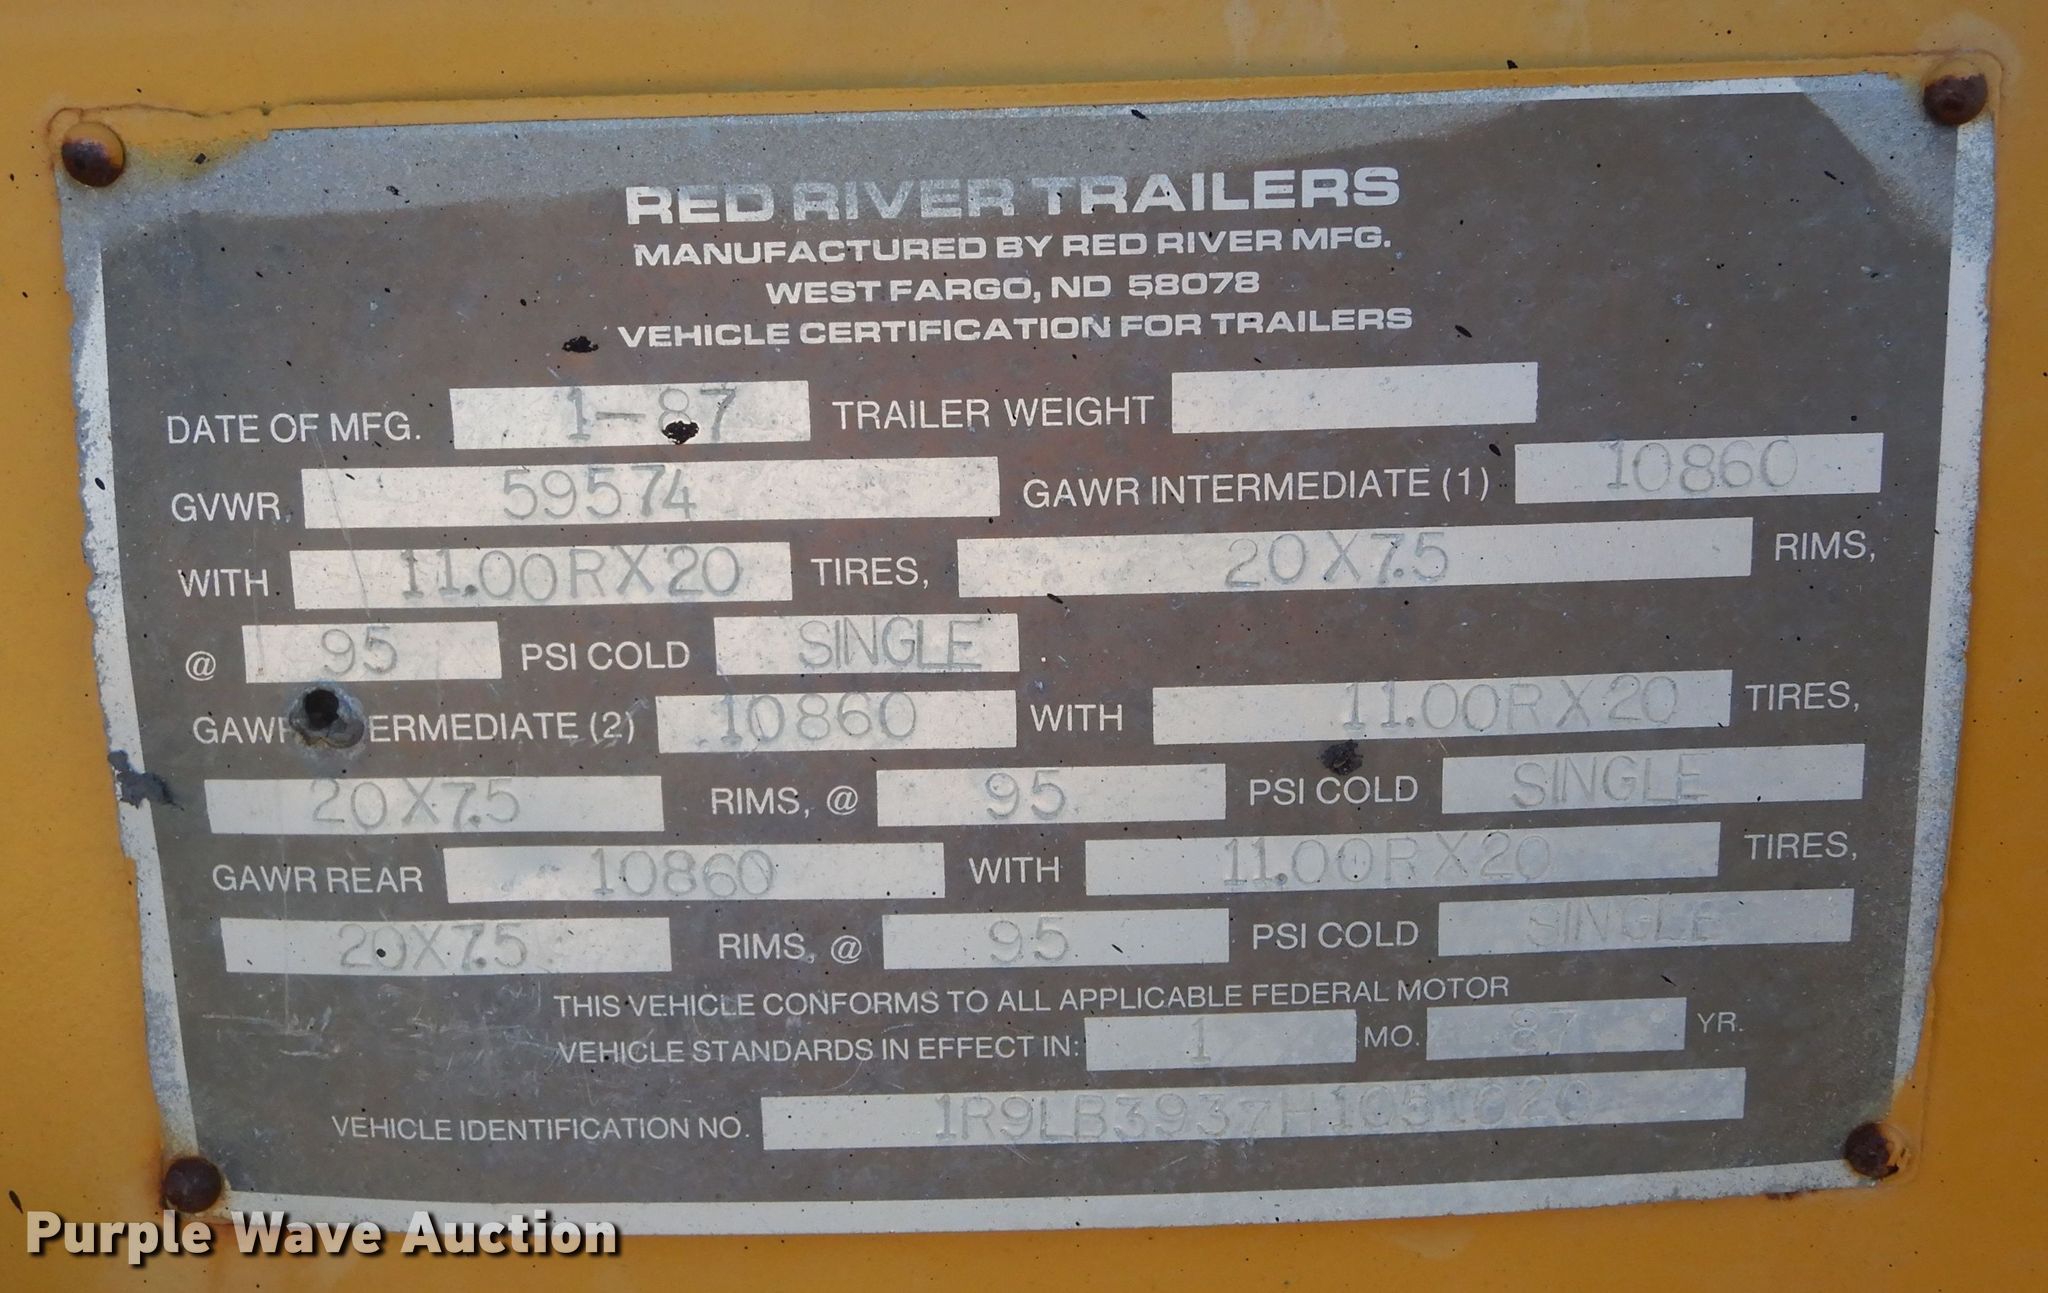 RED RIVER TRAILERS
MANUFACTURED BY RED RIVER MFG.
WEST FARGO, ND 58078
VEHICLE CERTIFICATION FOR TRAILERS
DATE OF MFG. 1-87 TRAILER WEIGHT
GVWR 59574 GAWR INTERMEDIATE (1) 10860
WITH 11.00RX20 TIRES, 20X7.5 RIMS,
@ 95 PSI COLD SINGLE .
GAWR ERMEDIATE (2) 10860 WITH 11.00RX20 TIRES,
20X7.5 RIMS, @ 95 PSI COLD SINGLE
GAWR REAR 10860 WITH 11.00RX20 TIRES,
20X7.5 RIMS, @ 95 PSI COLD SINGLE
THIS VEHICLE CONFORMS TO ALL APPLICABLE FEDERAL MOTOR
VEHICLE STANDARDS IN EFFECT IN: 1 MO. 87 YR.
VEHICLE IDENTIFICATION NO. 1R9LB3937H1051020
Purple Wave Auction